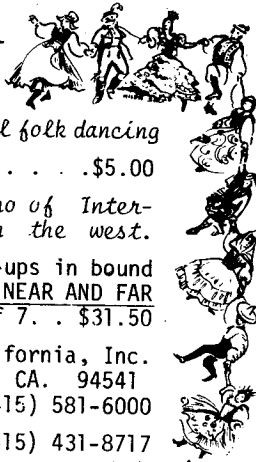 l folk dancing
. . . . .$5.00
no of Inter-
n the west.
-ups in bound
NEAR AND FAR
f 7. . $31.50
fornia, Inc.
CA. 94541
15) 581-6000
15) 431-8717